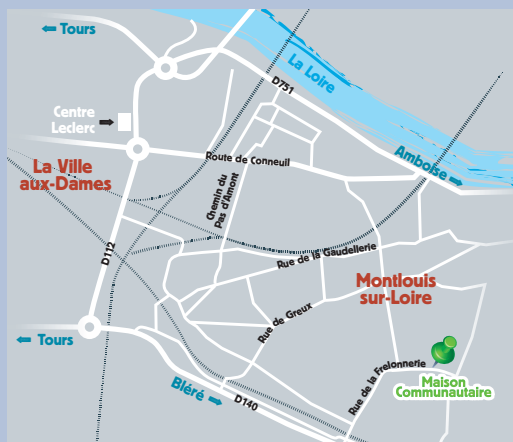 Tours
La Loire
D751
Centre
Leclerc
Route de Conneuil
Amboise
La Ville
aux-Dames
Chemin du
Pas d'Amont
D112
Rue de la Gaudellerie
Montlouis
sur-Loire
Rue de Greux
Tours
Rue de la Frelonnerie
Maison
Communautaire
Bléré
D140